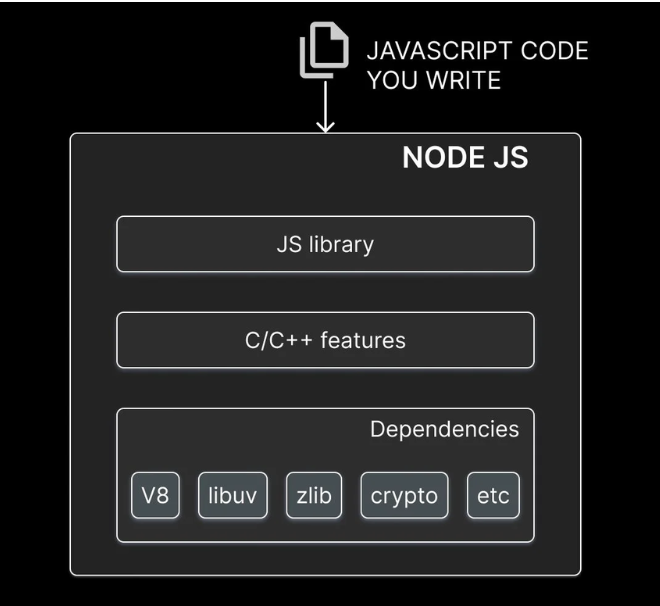 JAVASCRIPT CODE
YOU WRITE
NODE JS
JS library
C/C++ features
Dependencies
V8
libuv
zlib
crypto
etc